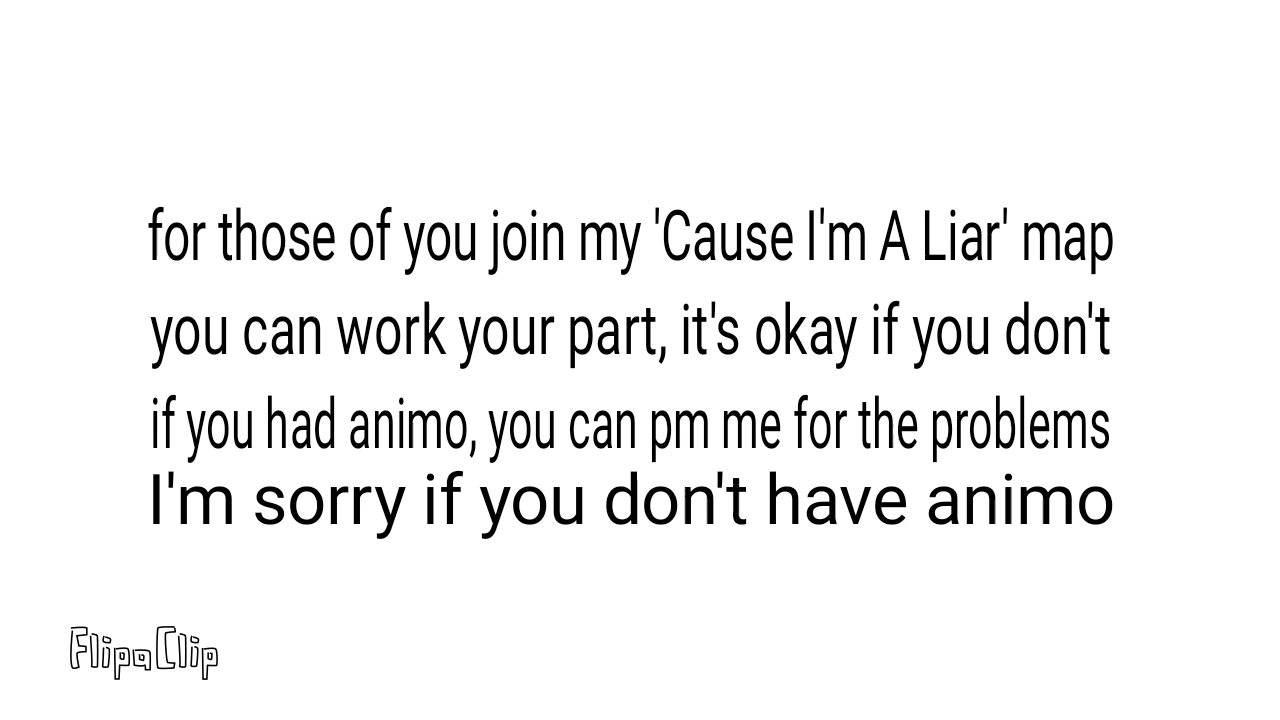 for those of you join my 'Cause I'm A Liar' map
you can work your part, it's okay if you don't
if you had animo, you can pm me for the problems
I'm sorry if you don't have animo
FlipaClip